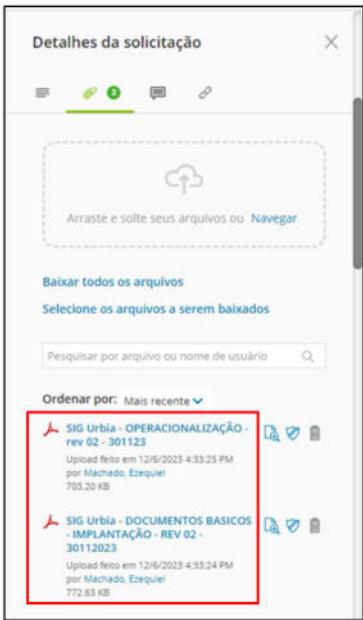 Detalhes da solicitação
2
Arraste e solte seus arquivos ou Navegar
Baixar todos os arquivos
Selecione os arquivos a serem baixados
Pesquisar por arquivo ou nome de usuário
Ordenar por: Mais recente
SIG Urbia - OPERACIONALIZAÇÃO -
rev 02 - 301123
Upload feito em 12/6/2023 4:33:25 PM
por Machado, Ezequiel
703.20 KB
SIG Urbia - DOCUMENTOS BASICOS
- IMPLANTAÇÃO - REV 02 -
30112023
Upload feito em 12/6/2023 4:33:24 PM
por Machado, Ezequiel
772.63 KB